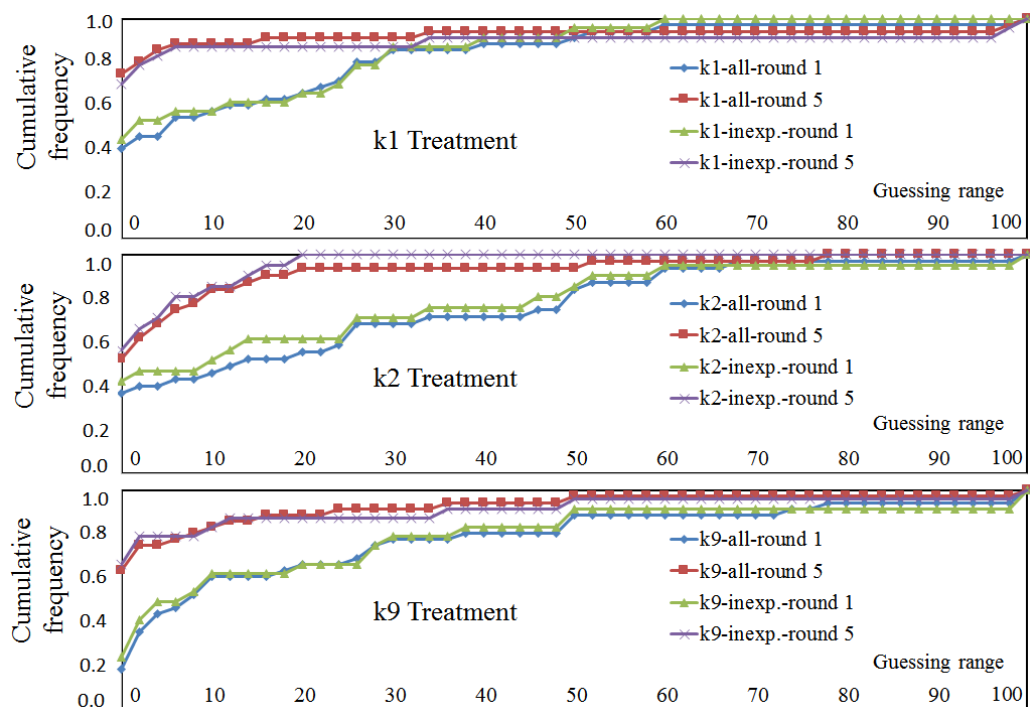 Cumulative
frequency
1.0
0.8
0.6
0.4
0.2
0.0
k1-all-round 1
k1-all-round 5
k1-inexp.-round 1
k1-inexp.-round 5
k1 Treatment
Guessing range
0 10 20 30 40 50 60 70 80 90 100
Cumulative
frequency
1.0
0.8
0.6
0.4
0.2
0.0
k2-all-round 1
k2-all-round 5
k2-inexp.-round 1
k2-inexp.-round 5
k2 Treatment
Guessing range
0 10 20 30 40 50 60 70 80 90 100
Cumulative
frequency
1.0
0.8
0.6
0.4
0.2
0.0
k9-all-round 1
k9-all-round 5
k9-inexp.-round 1
k9-inexp.-round 5
k9 Treatment
Guessing range
0 10 20 30 40 50 60 70 80 90 100